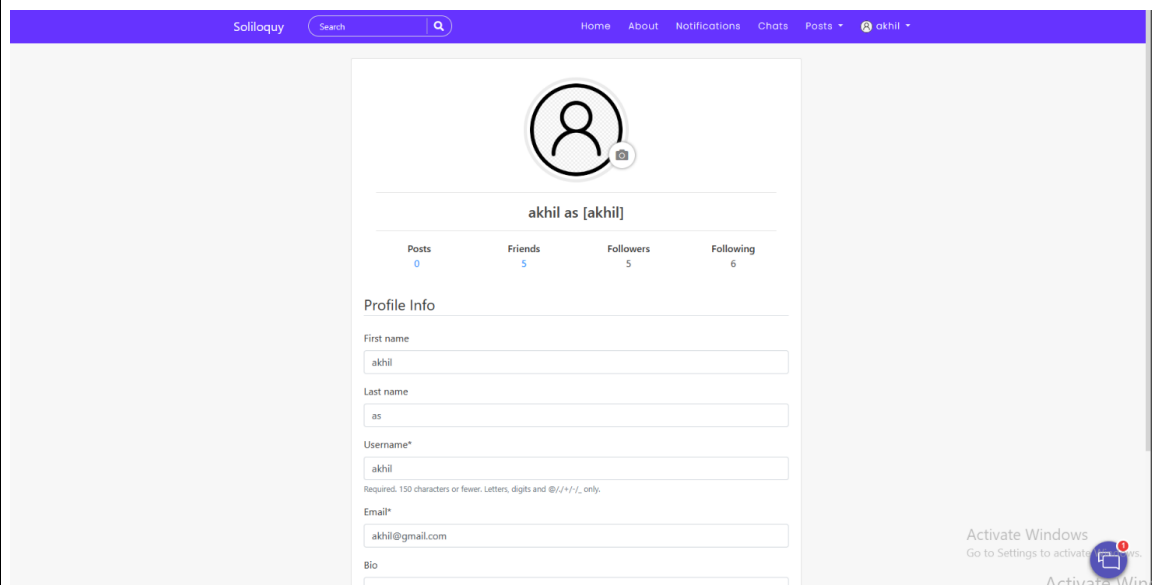 Soliloquy Search Home About Notifications Chats Posts akhil
akhil as [akhil]
Posts Friends Followers Following
0 5 5 6
Profile Info
First name
akhil
Last name
as
Username*
akhil
Required. 150 characters or fewer. Letters, digits and @/./+/-/_ only.
Email*
akhil@gmail.com
Activate Windows
Go to Settings to activate
1
Bio
Activate